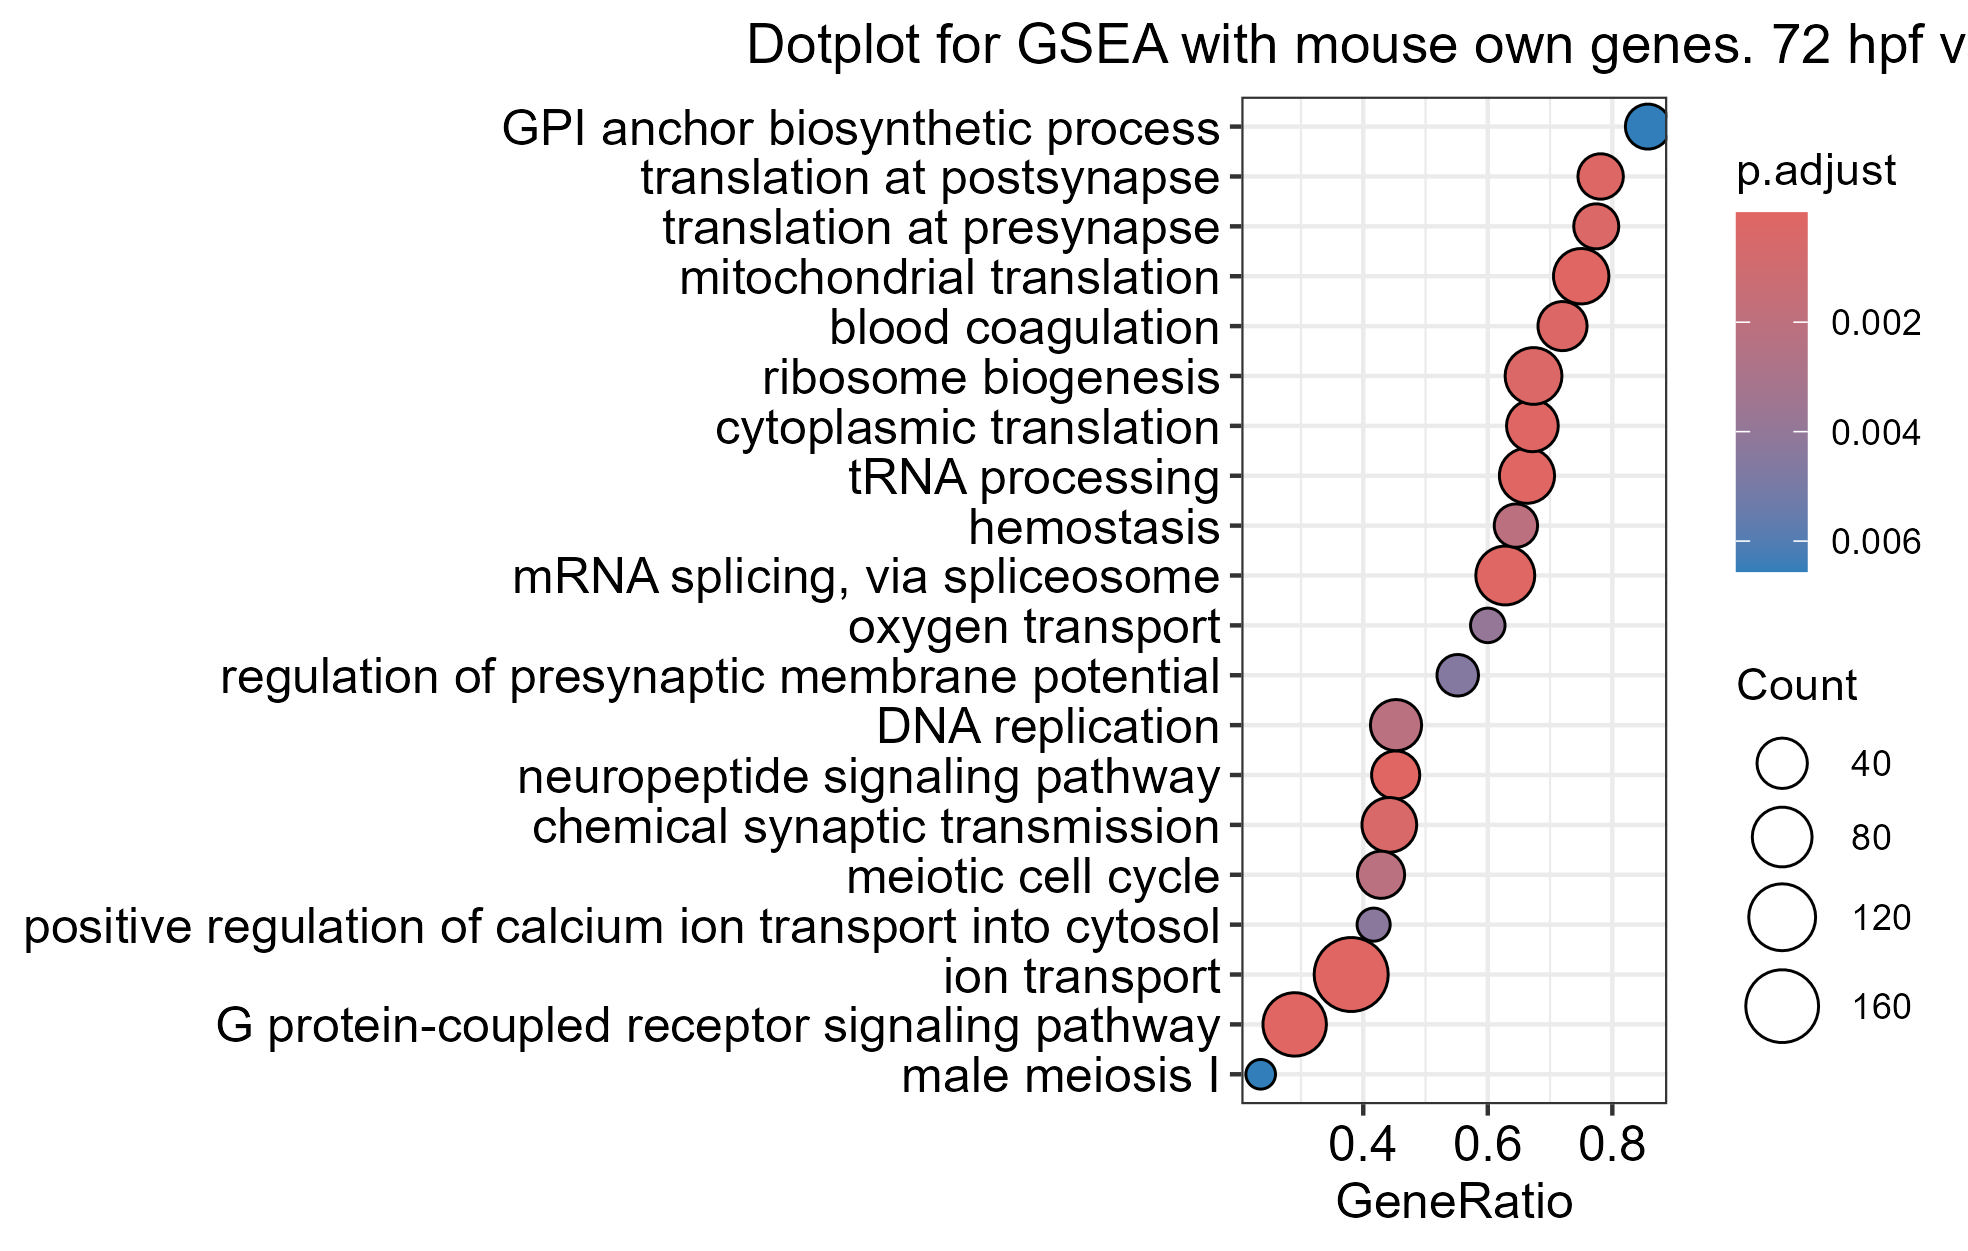 Dotplot for GSEA with mouse own genes. 72 hpf v
GPI anchor biosynthetic process
translation at postsynapse
translation at presynapse
mitochondrial translation
blood coagulation
ribosome biogenesis
cytoplasmic translation
tRNA processing
hemostasis
mRNA splicing, via spliceosome
oxygen transport
regulation of presynaptic membrane potential
DNA replication
neuropeptide signaling pathway
chemical synaptic transmission
meiotic cell cycle
positive regulation of calcium ion transport into cytosol
ion transport
G protein-coupled receptor signaling pathway
male meiosis I
0.4 0.6 0.8
GeneRatio
p.adjust
0.002
0.004
0.006
Count
40
80
120
160